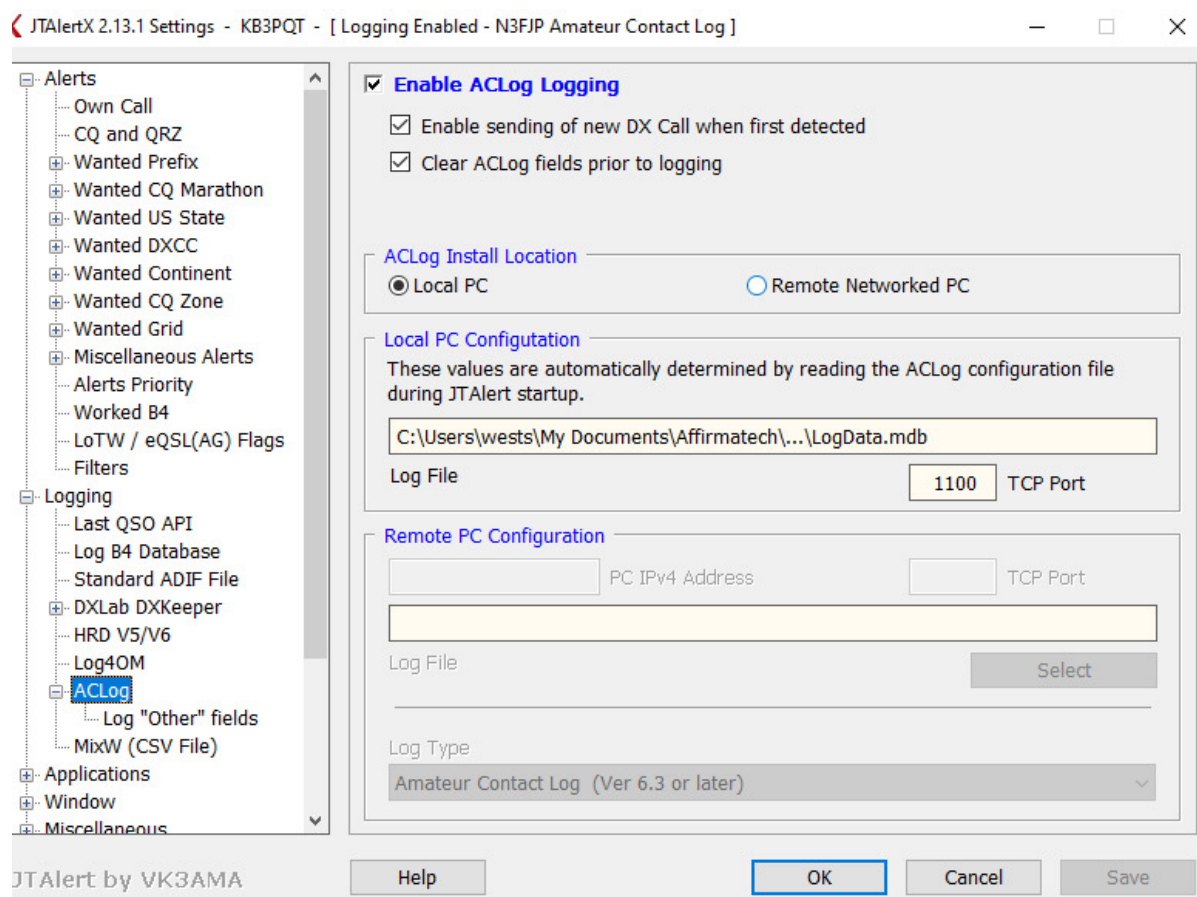 JTAlertX 2.13.1 Settings - KB3PQT - [ Logging Enabled - N3FJP Amateur Contact Log ]
Alerts
Own Call
CQ and QRZ
Wanted Prefix
Wanted CQ Marathon
Wanted US State
Wanted DXCC
Wanted Continent
Wanted CQ Zone
Wanted Grid
Miscellaneous Alerts
Alerts Priority
Worked B4
LoTW / eQSL(AG) Flags
Filters
Logging
Last QSO API
Log B4 Database
Standard ADIF File
DXLab DXKeeper
HRD V5/V6
Log4OM
ACLog
Log "Other" fields
MixW (CSV File)
Applications
Window
Miscellaneous
Enable ACLog Logging
Enable sending of new DX Call when first detected
Clear ACLog fields prior to logging
ACLog Install Location
Local PC Remote Networked PC
Local PC Configutation
These values are automatically determined by reading the ACLog configuration file
during JTAlert startup.
C:\Users\wests\My Documents\Affirmatech\...\LogData.mdb
Log File 1100 TCP Port
Remote PC Configuration
PC IPv4 Address TCP Port
Log File Select
Log Type
Amateur Contact Log (Ver 6.3 or later)
JTAlert by VK3AMA Help OK Cancel Save